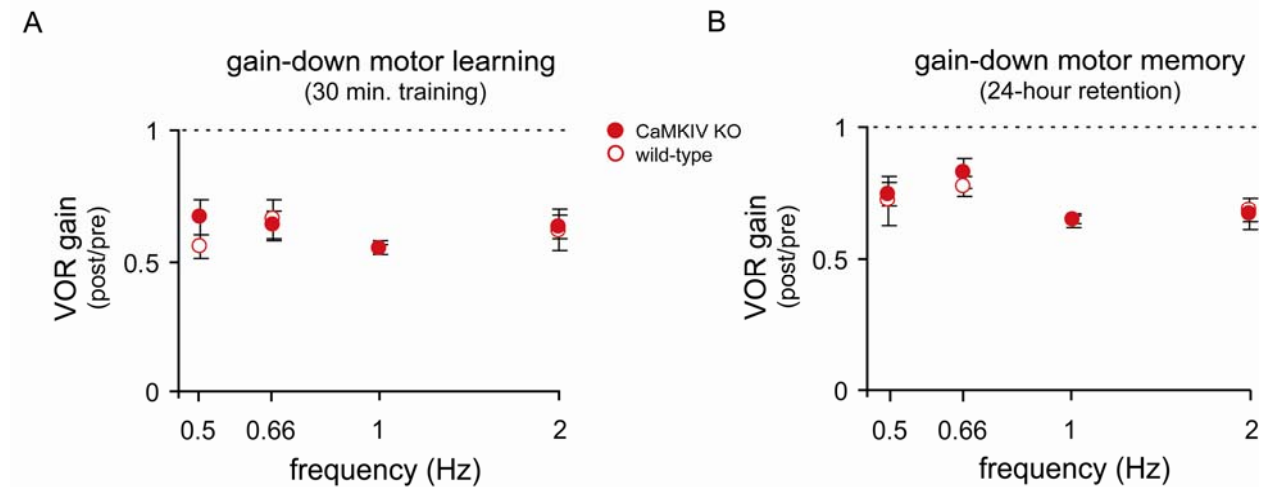 A
gain-down motor learning
(30 min. training)
1
0.5
0
VOR gain
(post/pre)
0.5 0.66 1 2
frequency (Hz)
CaMKIV KO
wild-type
B
gain-down motor memory
(24-hour retention)
1
0.5
0
VOR gain
(post/pre)
0.5 0.66 1 2
frequency (Hz)